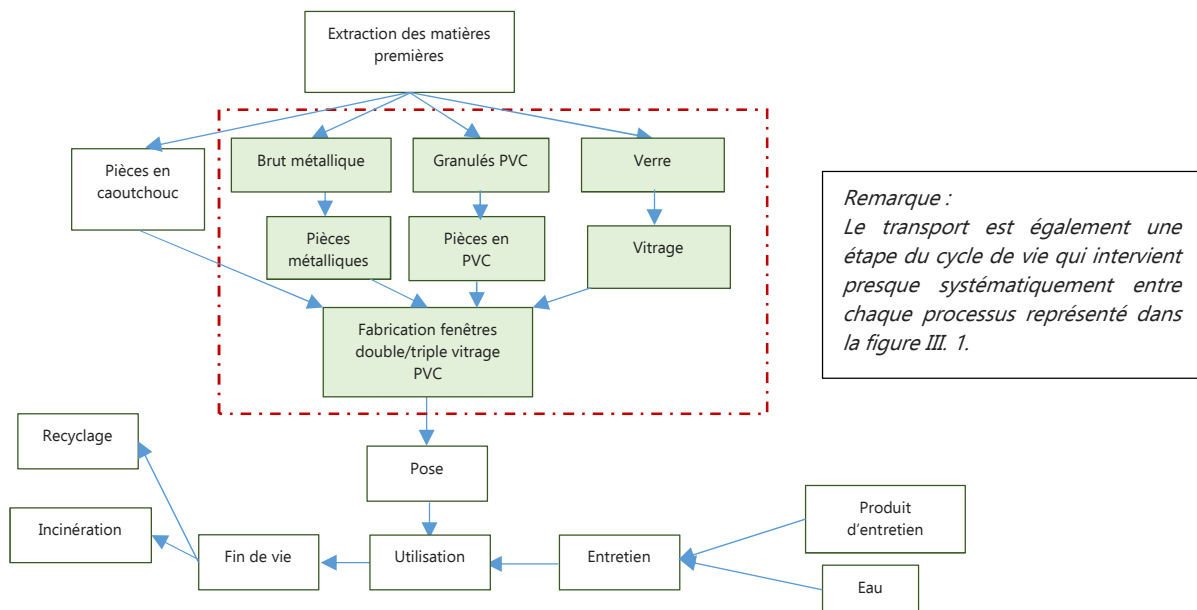 Extraction des matières
premières
Pièces en
caoutchouc
Brut métallique
Granulés PVC
Verre
Pièces
métalliques
Pièces en
PVC
Vitrage
Remarque :
Le transport est également une
étape du cycle de vie qui intervient
presque systématiquement entre
chaque processus représenté dans
la figure III. 1.
Fabrication fenêtres
double/triple vitrage
PVC
Recyclage
Pose
Incinération
Fin de vie
Utilisation
Entretien
Produit
d’entretien
Eau